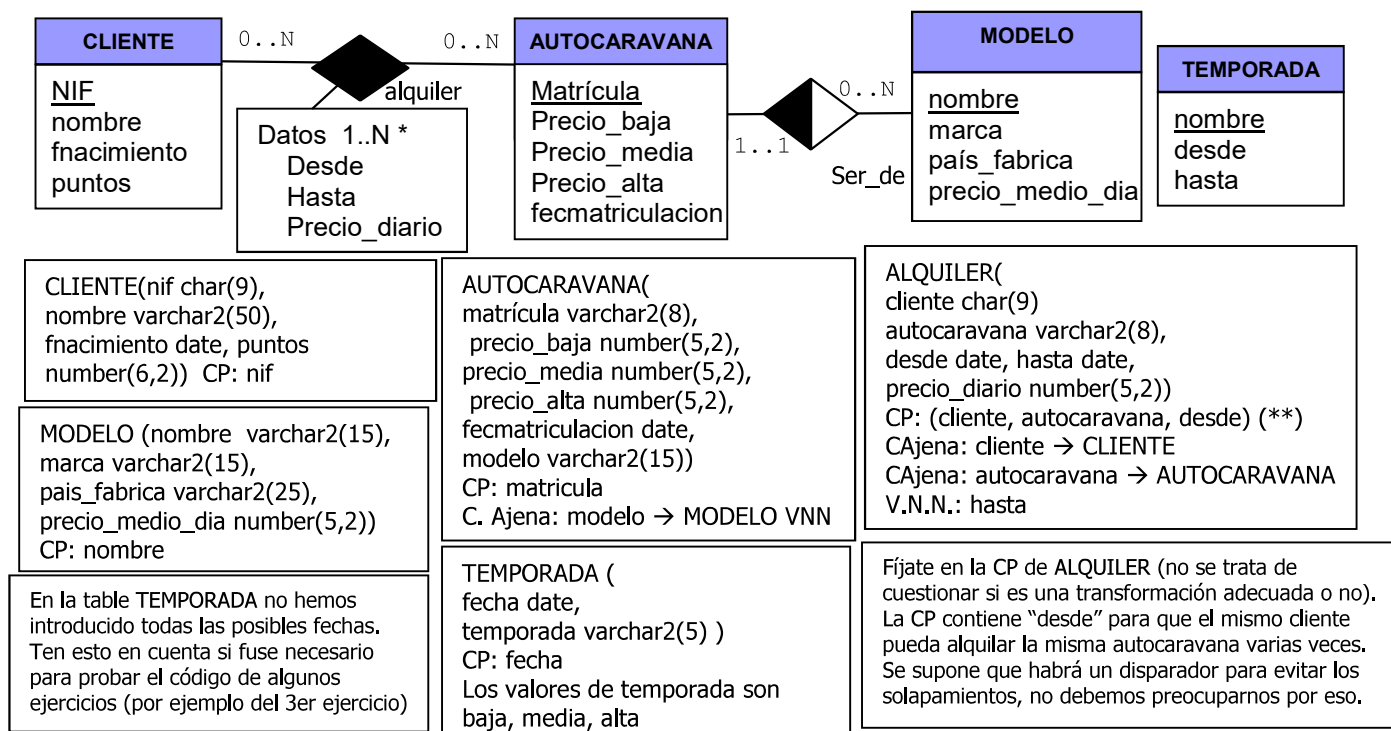 CLIENTE
NIF
nombre
fnacimiento
puntos
0..N
alquiler
0..N
Datos 1..N *
Desde
Hasta
Precio_diario
AUTOCARAVANA
Matrícula
Precio_baja
Precio_media
Precio_alta
fecmatriculacion
1..1
0..N
Ser_de
MODELO
nombre
marca
país_fabrica
precio_medio_dia
TEMPORADA
nombre
desde
hasta
CLIENTE(nif char(9),
nombre varchar2(50),
fnacimiento date, puntos
number(6,2)) CP: nif
MODELO (nombre varchar2(15),
marca varchar2(15),
pais_fabrica varchar2(25),
precio_medio_dia number(5,2))
CP: nombre
En la table TEMPORADA no hemos
introducido todas las posibles fechas.
Ten esto en cuenta si fuse necesario
para probar el código de algunos
ejercicios (por ejemplo del 3er ejercicio)
AUTOCARAVANA(
matrícula varchar2(8),
precio_baja number(5,2),
precio_media number(5,2),
precio_alta number(5,2),
fecmatriculacion date,
modelo varchar2(15))
CP: matricula
C. Ajena: modelo → MODELO VNN
TEMPORADA (
fecha date,
temporada varchar2(5) )
CP: fecha
Los valores de temporada son
baja, media, alta
ALQUILER(
cliente char(9)
autocaravana varchar2(8),
desde date, hasta date,
precio_diario number(5,2))
CP: (cliente, autocaravana, desde) (**)
CAjena: cliente → CLIENTE
CAjena: autocaravana → AUTOCARAVANA
V.N.N.: hasta
Fíjate en la CP de ALQUILER (no se trata de
cuestionar si es una transformación adecuada o no).
La CP contiene “desde” para que el mismo cliente
pueda alquilar la misma autocaravana varias veces.
Se supone que habrá un disparador para evitar los
solapamientos, no debemos preocuparnos por eso.